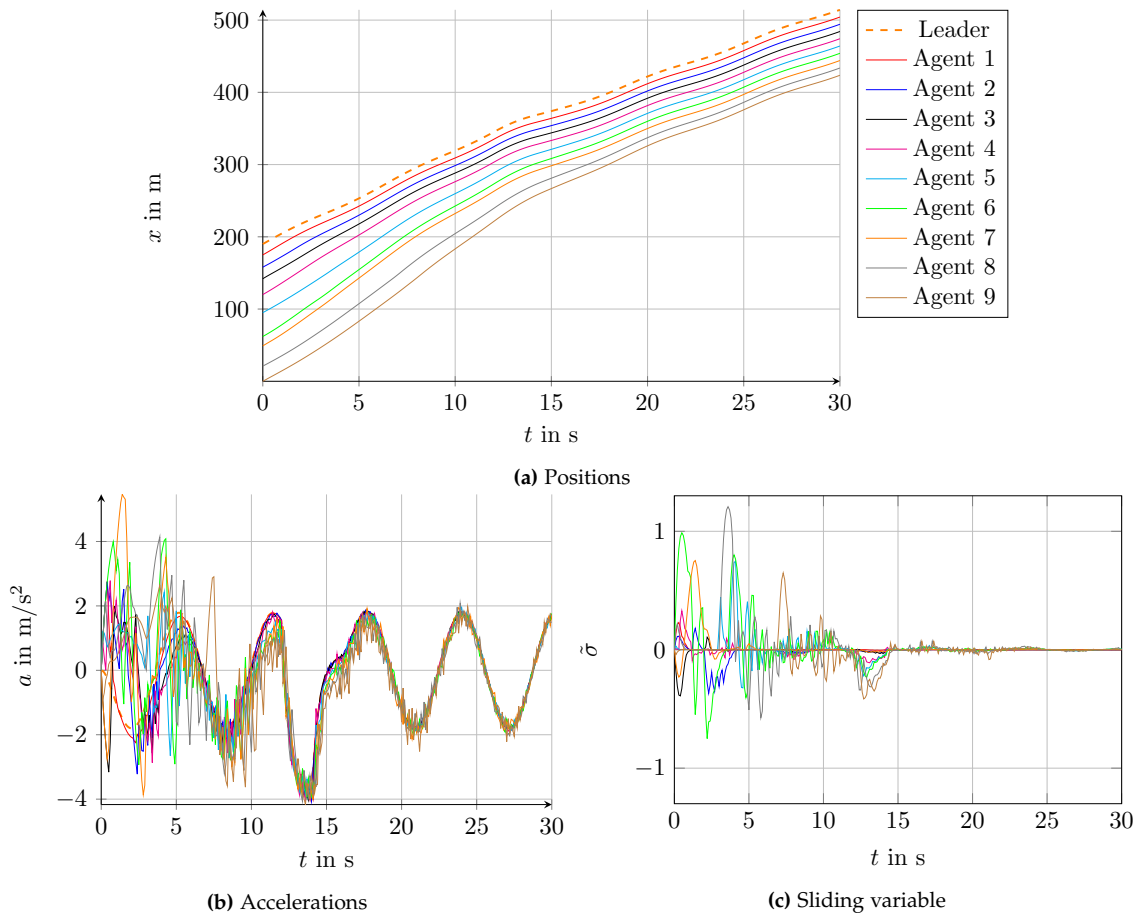 500
400
300
200
100
x in m
0 5 10 15 20 25 30
t in s
Leader
Agent 1
Agent 2
Agent 3
Agent 4
Agent 5
Agent 6
Agent 7
Agent 8
Agent 9
(a) Positions
4
2
0
−2
−4
a in m/s²
0 5 10 15 20 25 30
t in s
(b) Accelerations
1
0
−1
σ̃
0 5 10 15 20 25 30
t in s
(c) Sliding variable